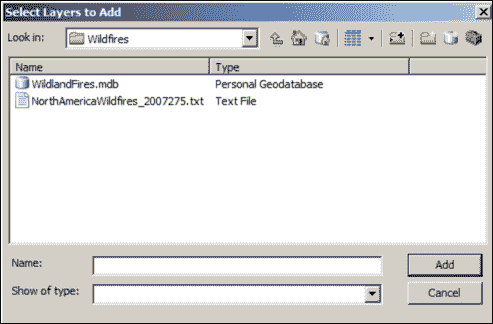 Select Layers to Add
Look in: Wildfires
Name Type
WildlandFires.mdb Personal Geodatabase
NorthAmericaWildfires_2007275.txt Text File
Name: Add
Show of type: Cancel